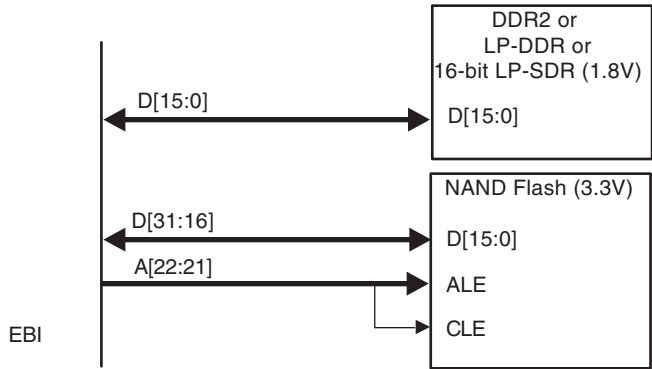 DDR2 or
LP-DDR or
16-bit LP-SDR (1.8V)
D[15:0]
D[15:0]
NAND Flash (3.3V)
D[31:16]
D[15:0]
A[22:21]
ALE
CLE
EBI